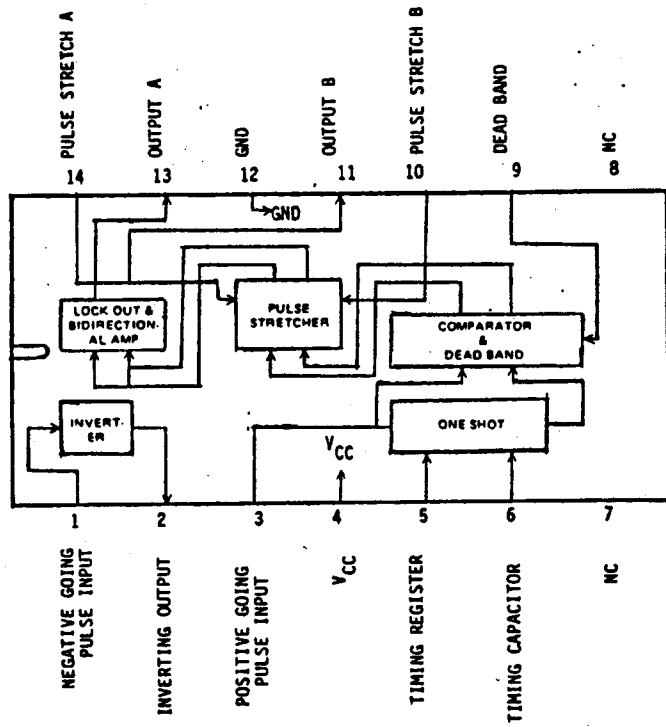 PULSE STRETCH A
OUTPUT A
GND
OUTPUT B
PULSE STRETCH B
DEAD BAND
NC
14
13
12
11
10
9
8
GND
LOCK OUT &
BIDIRECTION-
AL AMP
PULSE
STRETCHER
COMPARATOR
&
DEAD BAND
INVERT-
ER
VCC
ONE SHOT
1
2
3
4
5
6
7
NEGATIVE GOING
PULSE INPUT
INVERTING OUTPUT
POSITIVE GOING
PULSE INPUT
VCC
TIMING REGISTER
TIMING CAPACITOR
NC